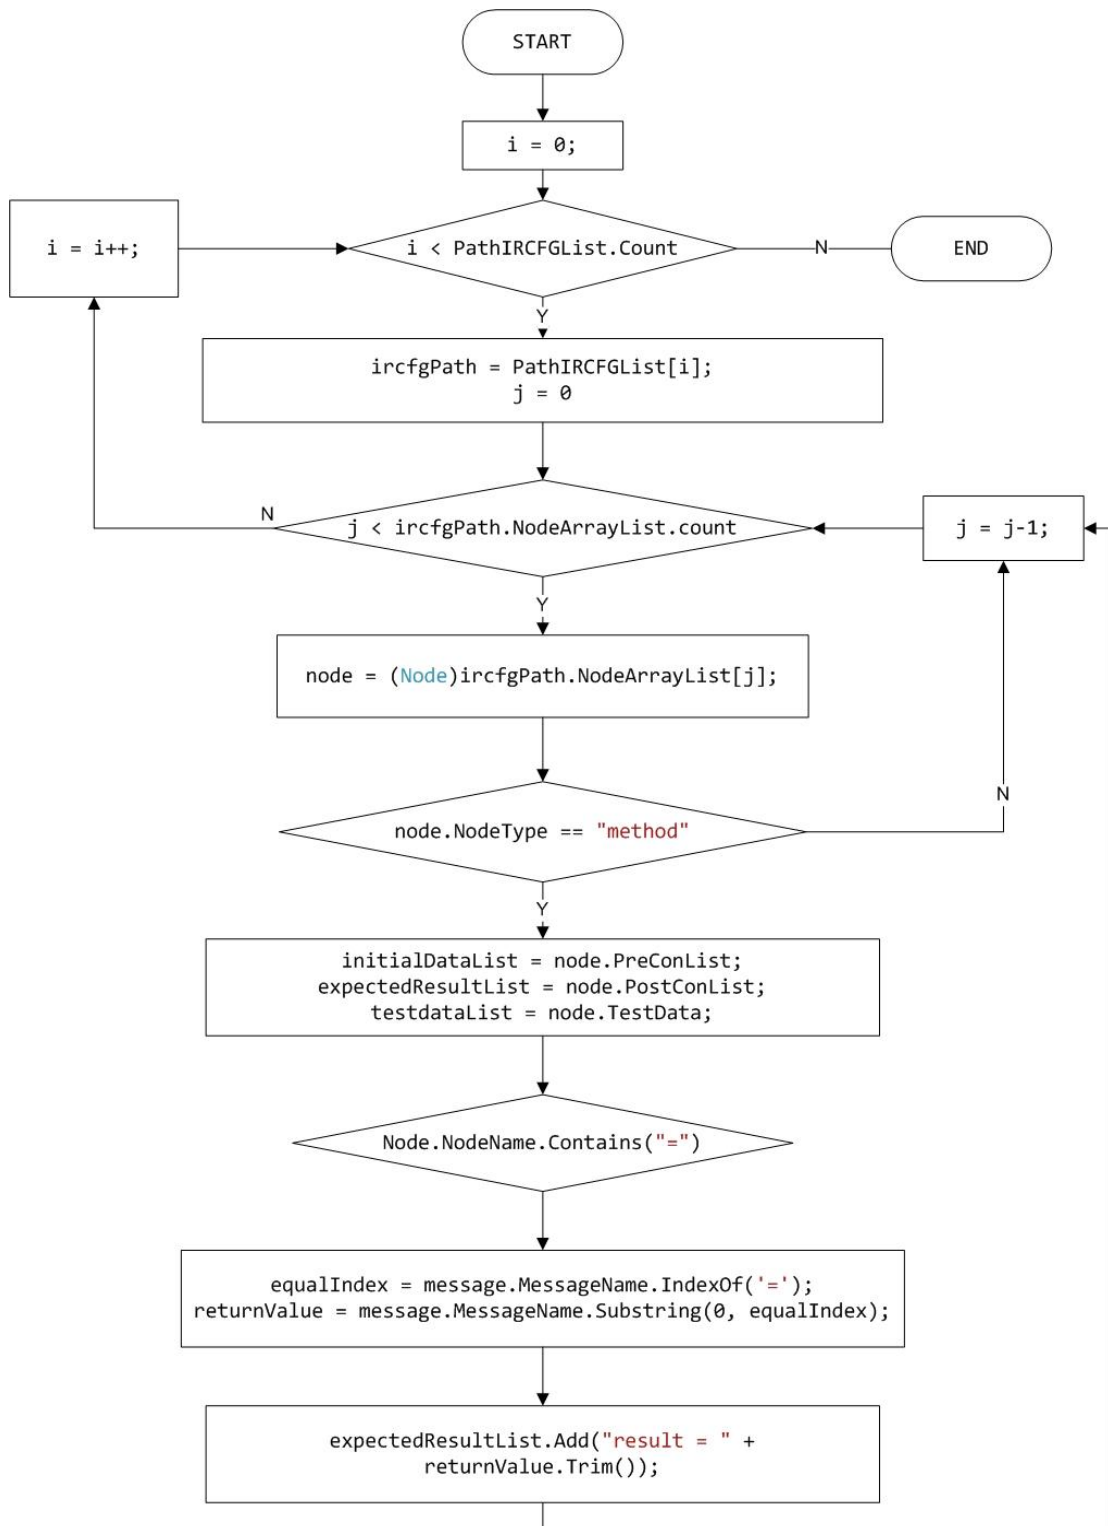 START
i = 0;
i = i++;
i < PathIRCFGList.Count
N
END
Y
ircfgPath = PathIRCFGList[i];
j = 0
N
j < ircfgPath.NodeArrayList.count
j = j-1;
Y
node = (Node)ircfgPath.NodeArrayList[j];
N
node.NodeType == "method"
Y
initialDataList = node.PreConList;
expectedResultList = node.PostConList;
testdataList = node.TestData;
Node.NodeName.Contains("=")
equalIndex = message.MessageName.IndexOf('=');
returnValue = message.MessageName.Substring(0, equalIndex);
expectedResultList.Add("result = " +
returnValue.Trim());